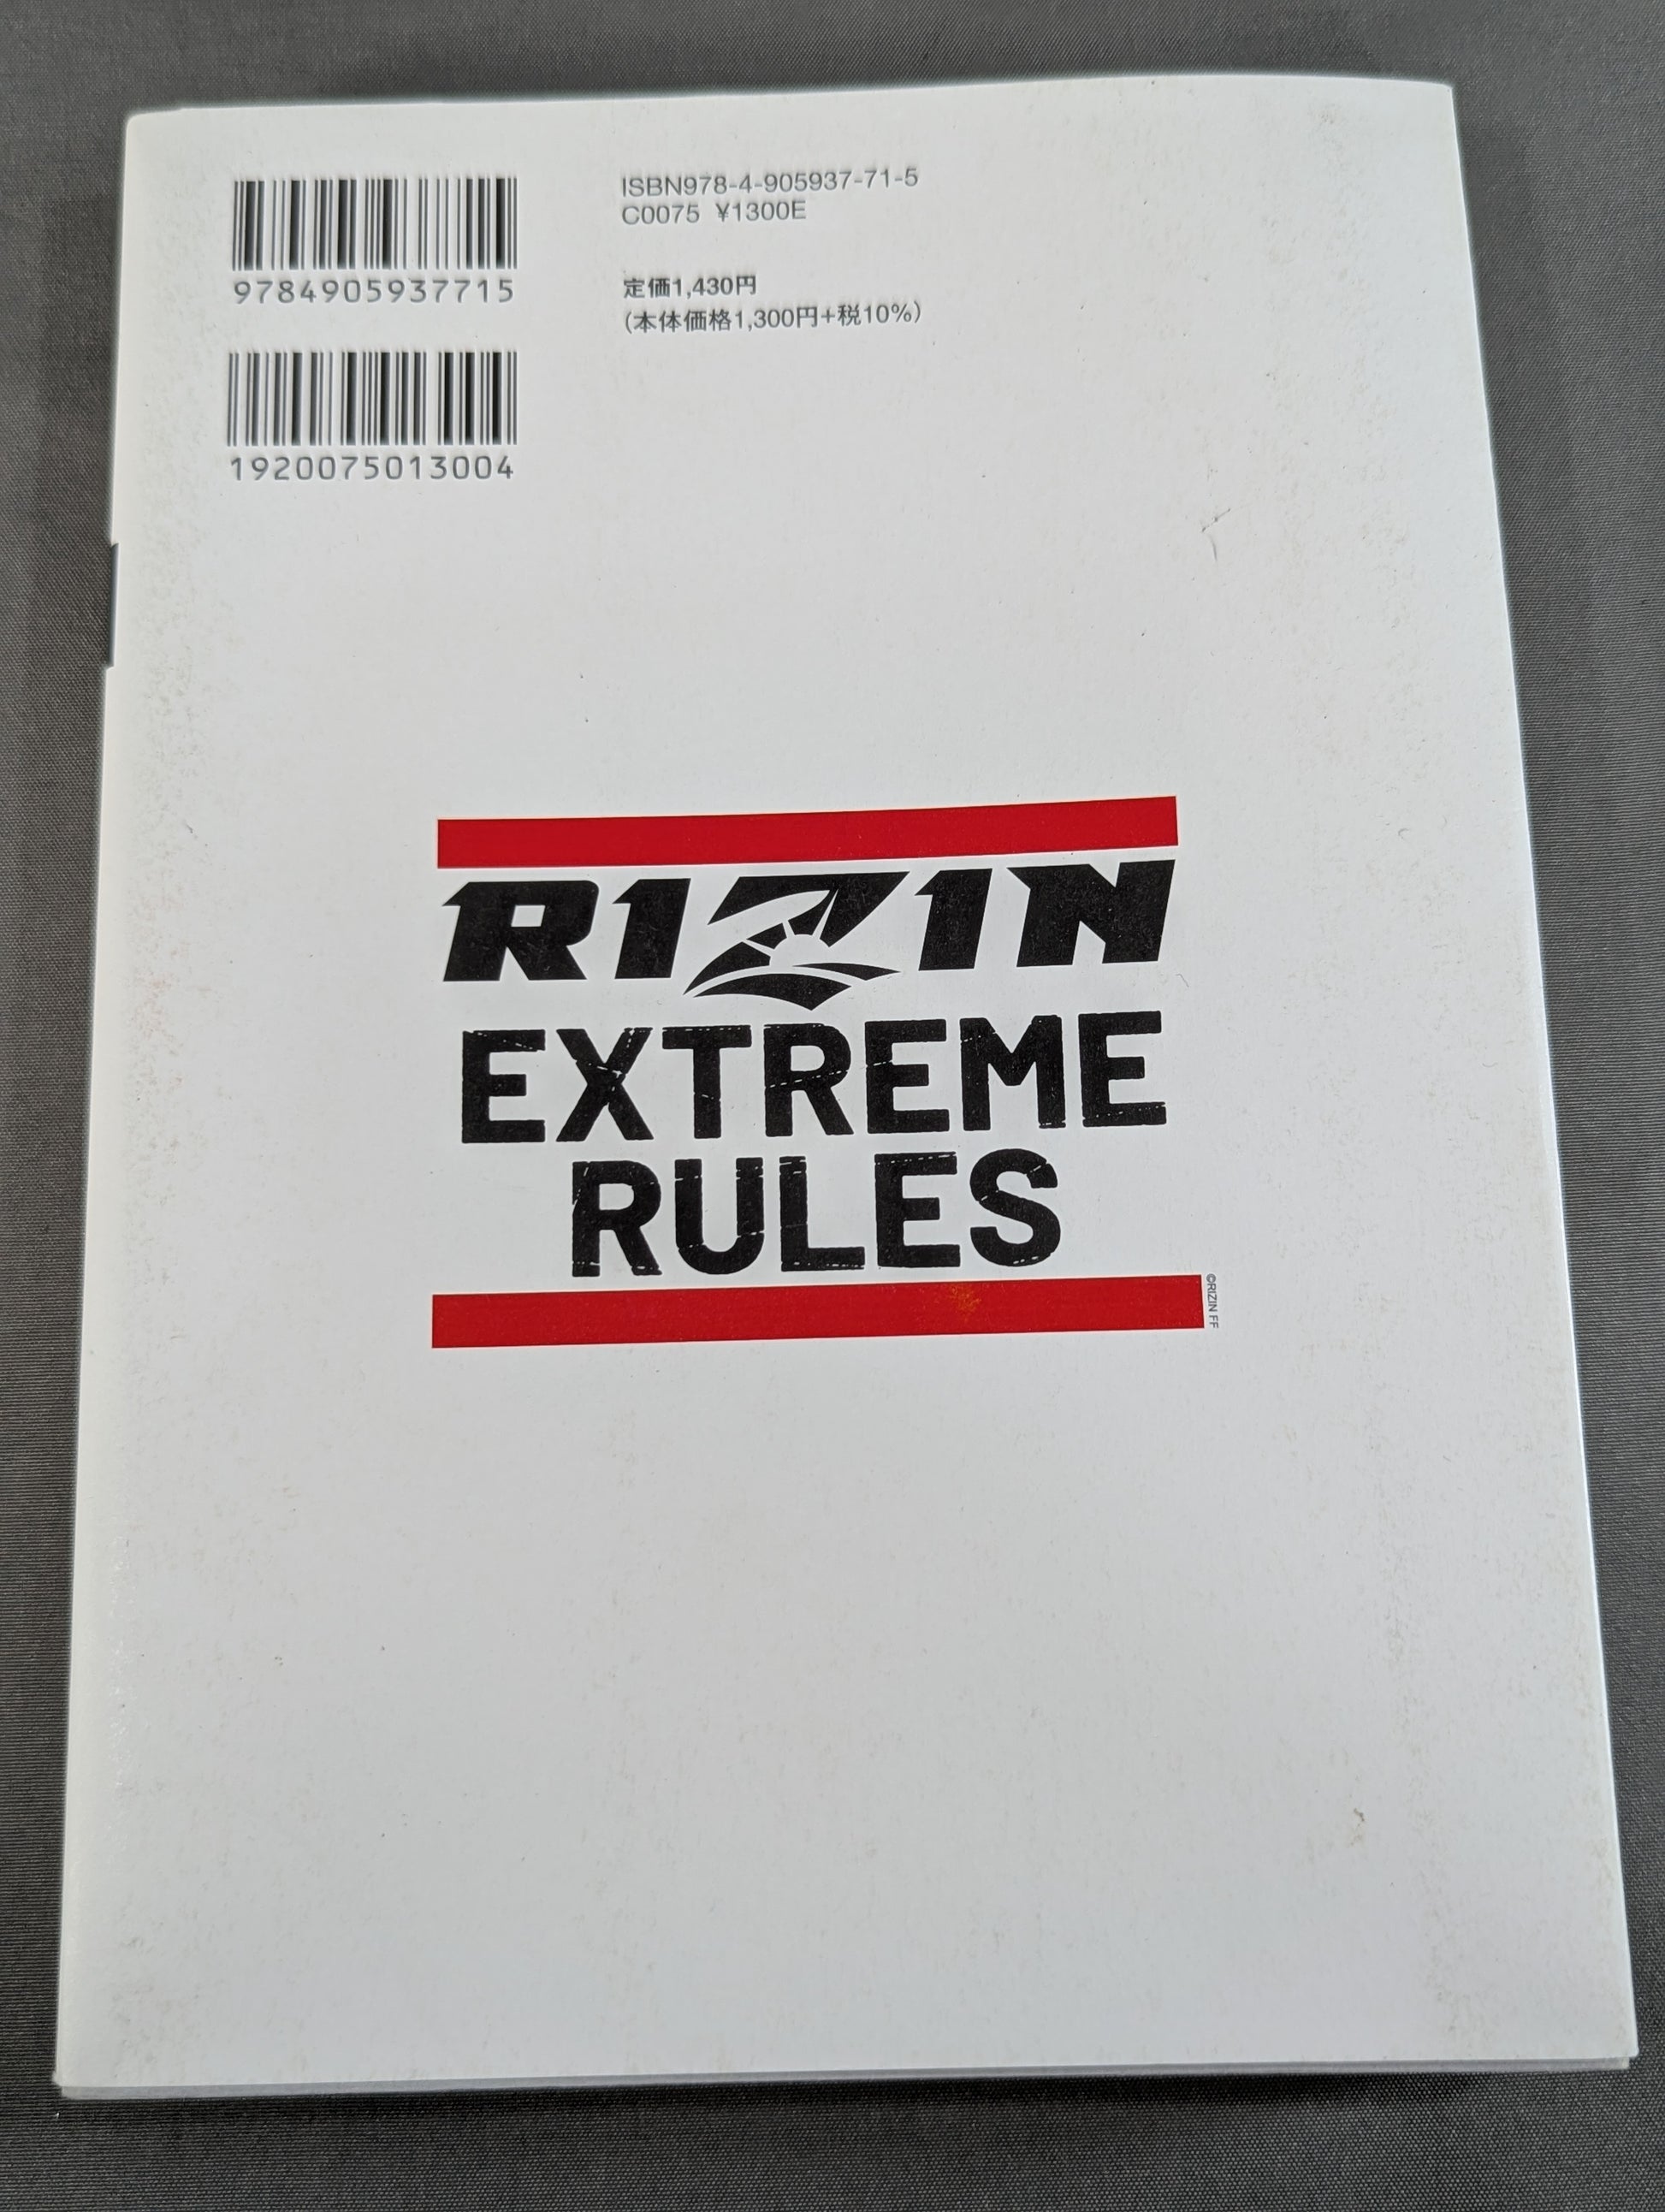 9784905937715
1920075013004
ISBN978-4-905937-71-5
C0075 ¥1300E
定価1,430円
(本体価格1,300円+税10%)
RIZIN
EXTREME
RULES
©RIZIN FF